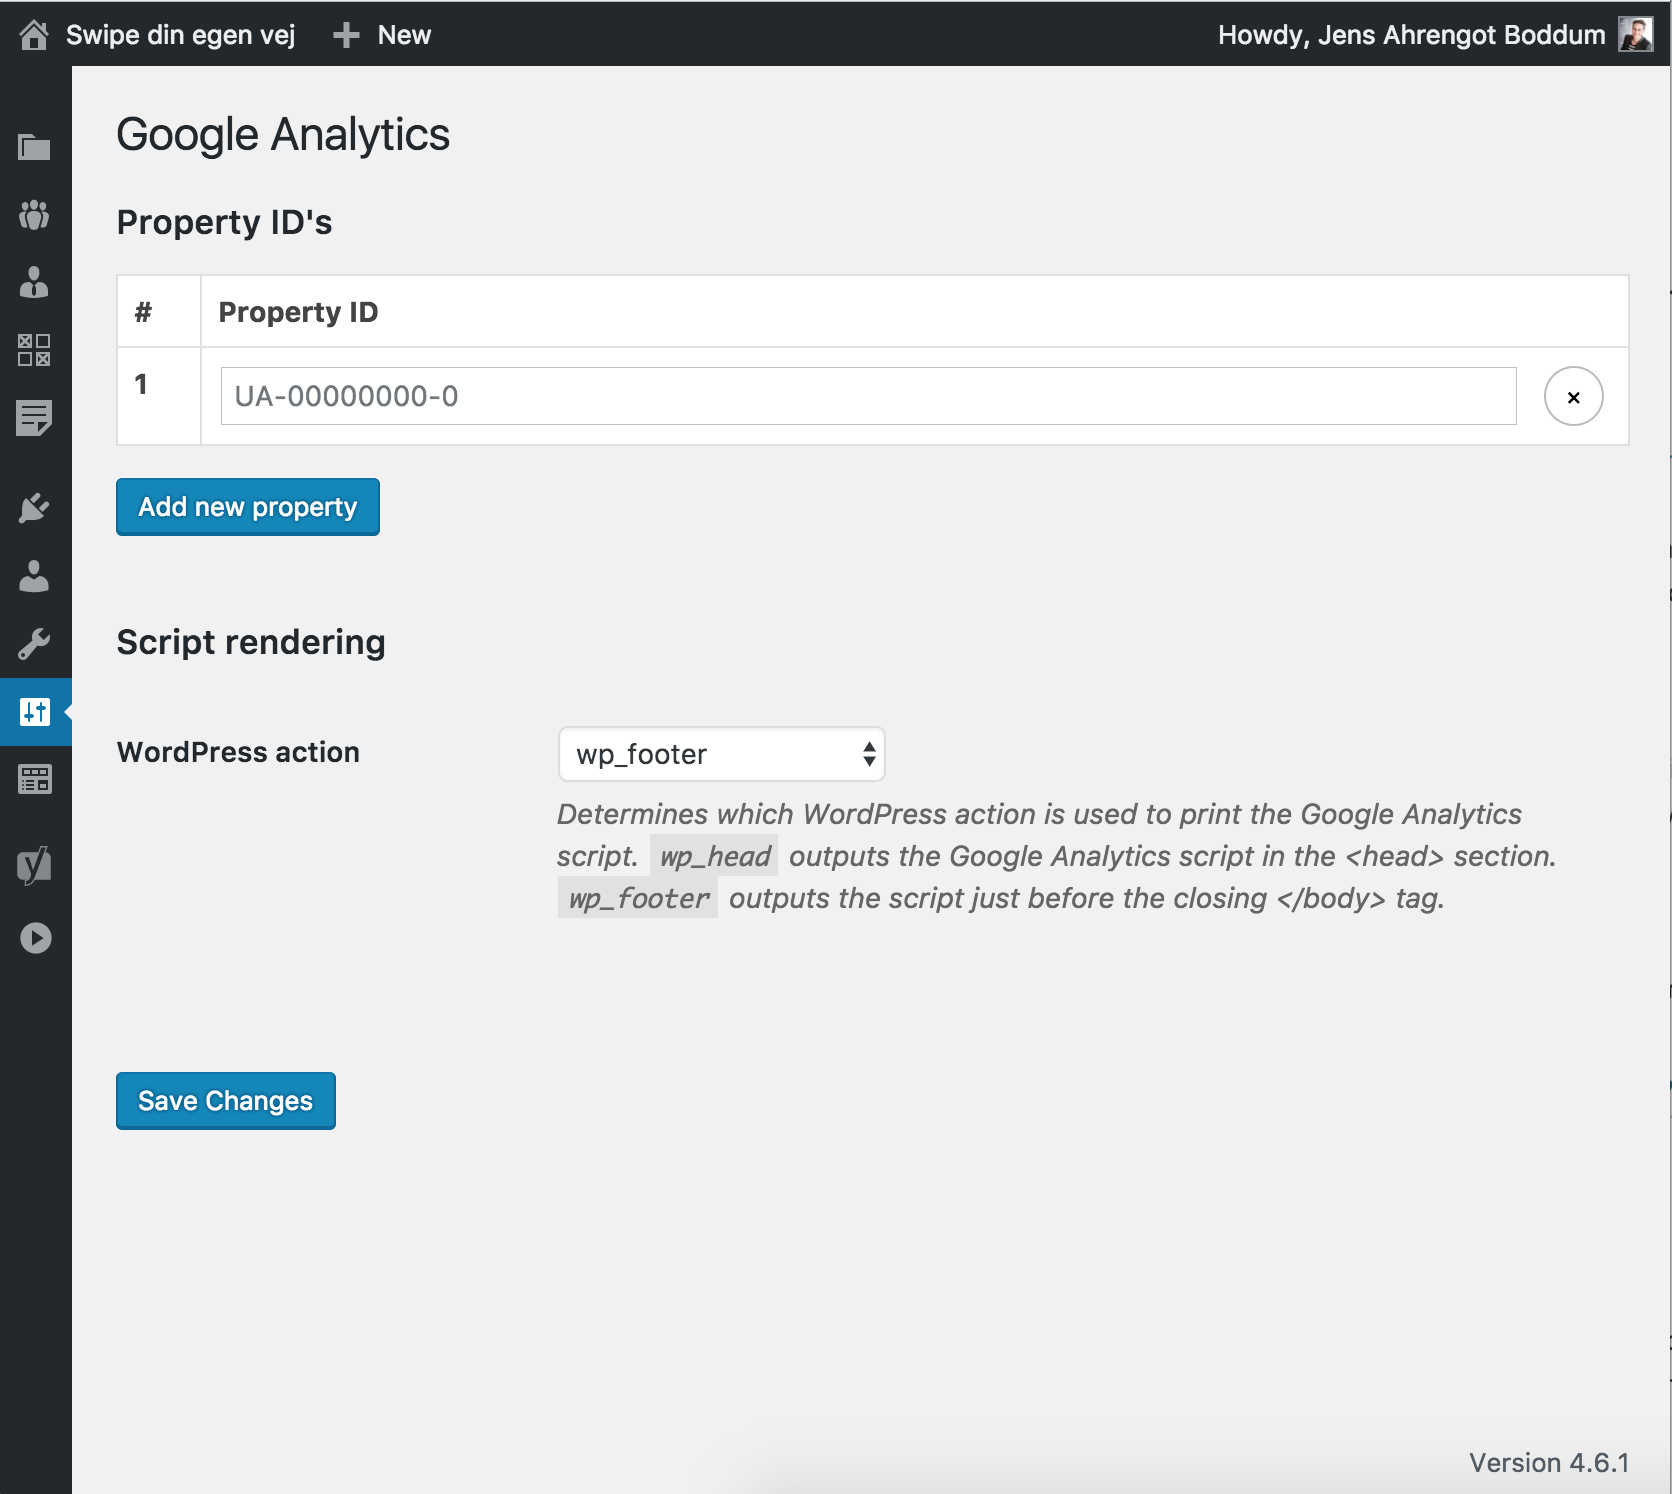 Swipe din egen vej
New
Howdy, Jens Ahrengot Boddum
Google Analytics
Property ID's
# Property ID
1 UA-00000000-0
×
Add new property
Script rendering
WordPress action
wp_footer
Determines which WordPress action is used to print the Google Analytics
script. wp_head outputs the Google Analytics script in the <head> section.
wp_footer outputs the script just before the closing </body> tag.
Save Changes
Version 4.6.1